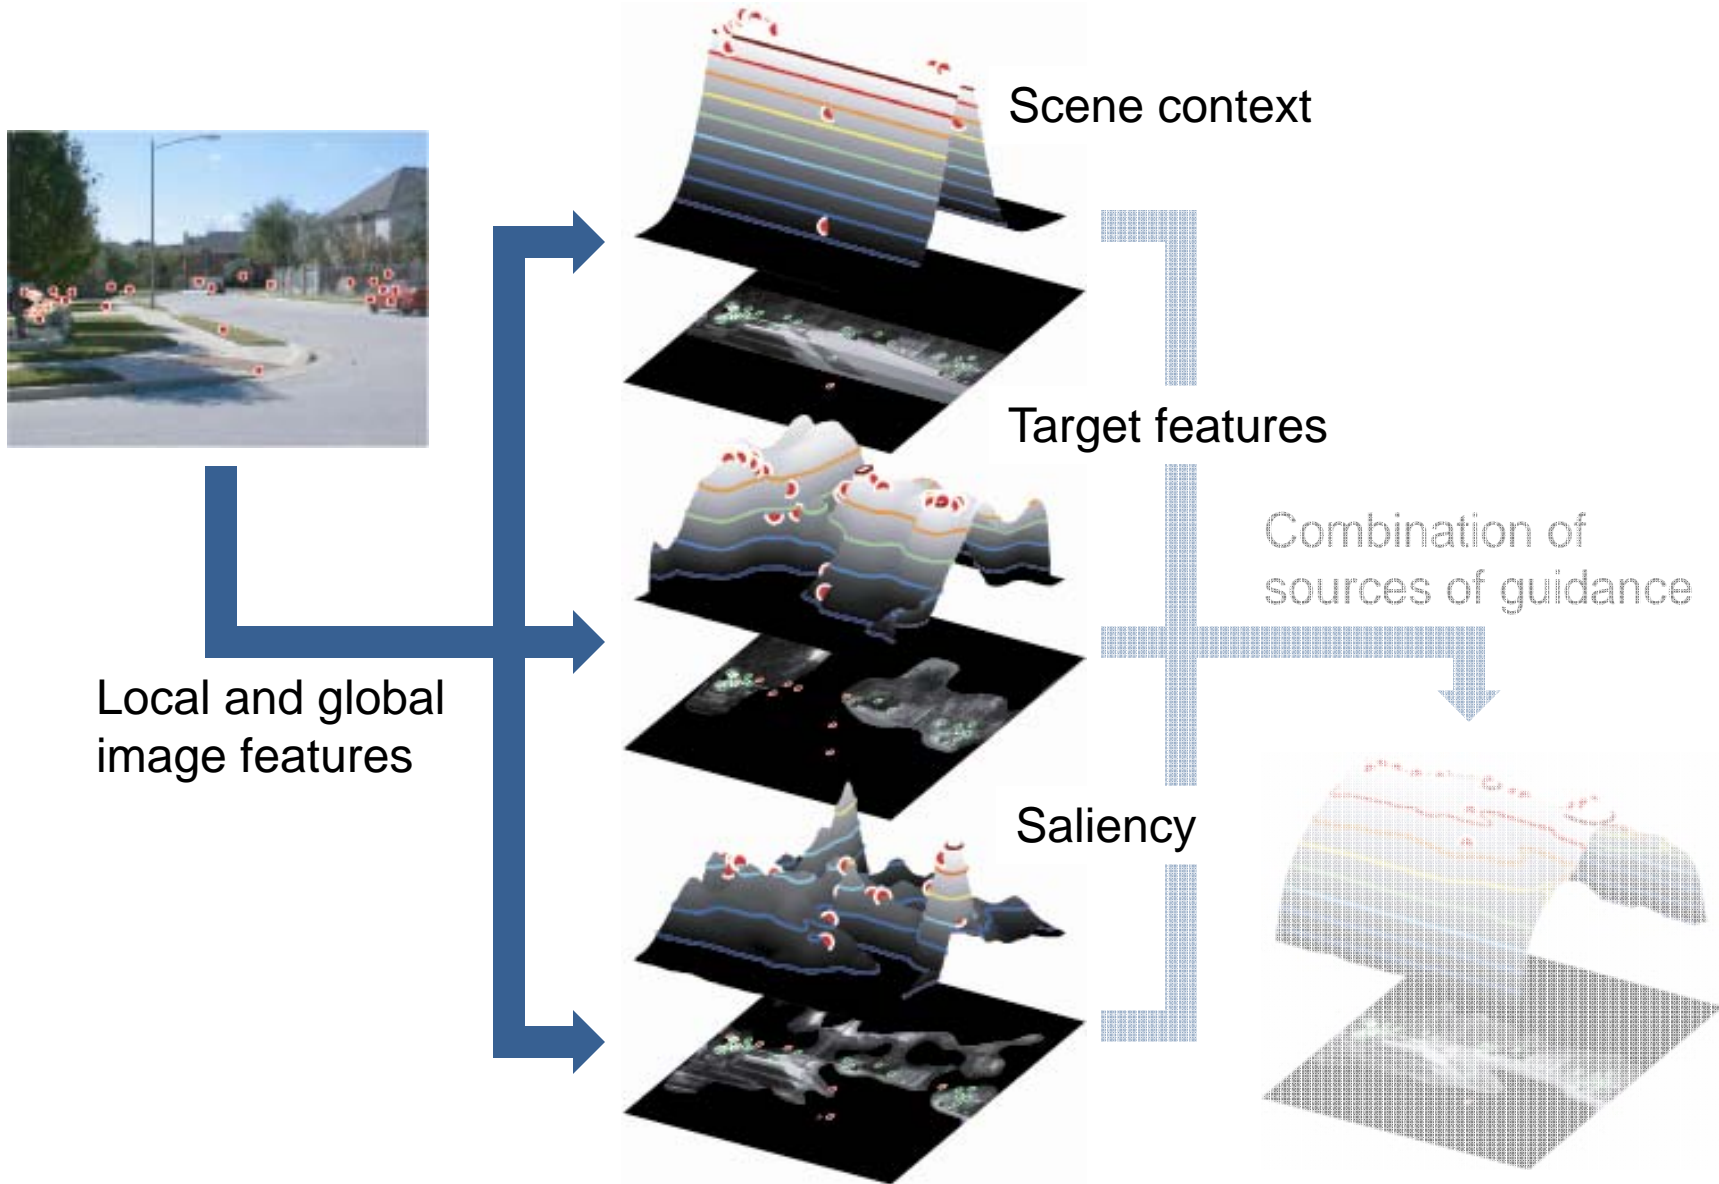 Scene context
Target features
Combination of
sources of guidance
Local and global
image features
Saliency